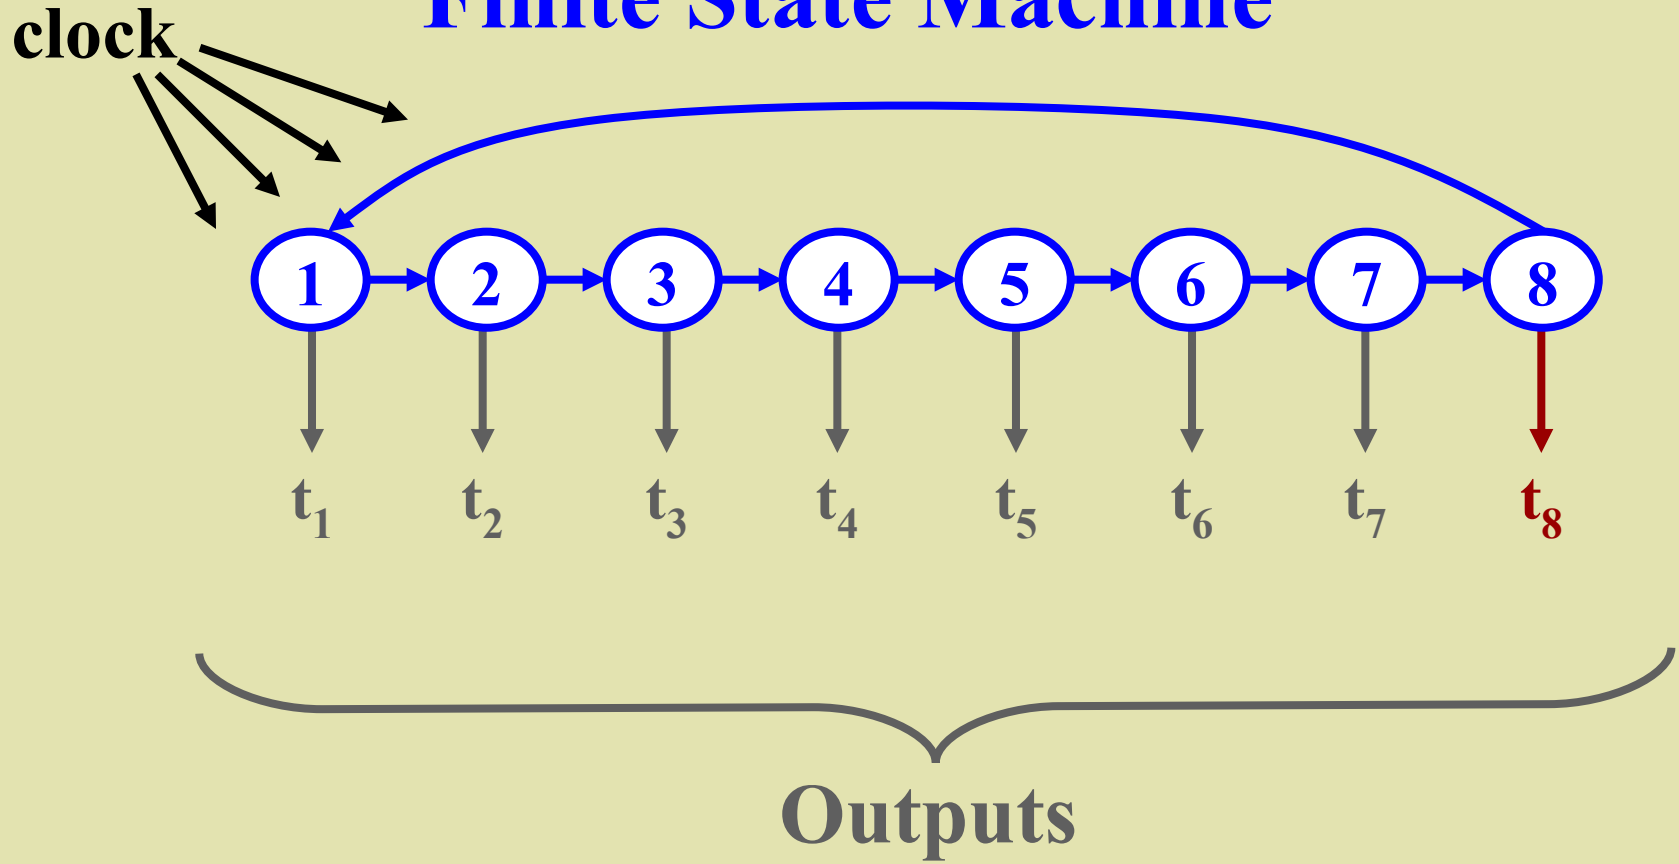 Finite State Machine
clock
1 2 3 4 5 6 7 8
t1 t2 t3 t4 t5 t6 t7 t8
Outputs